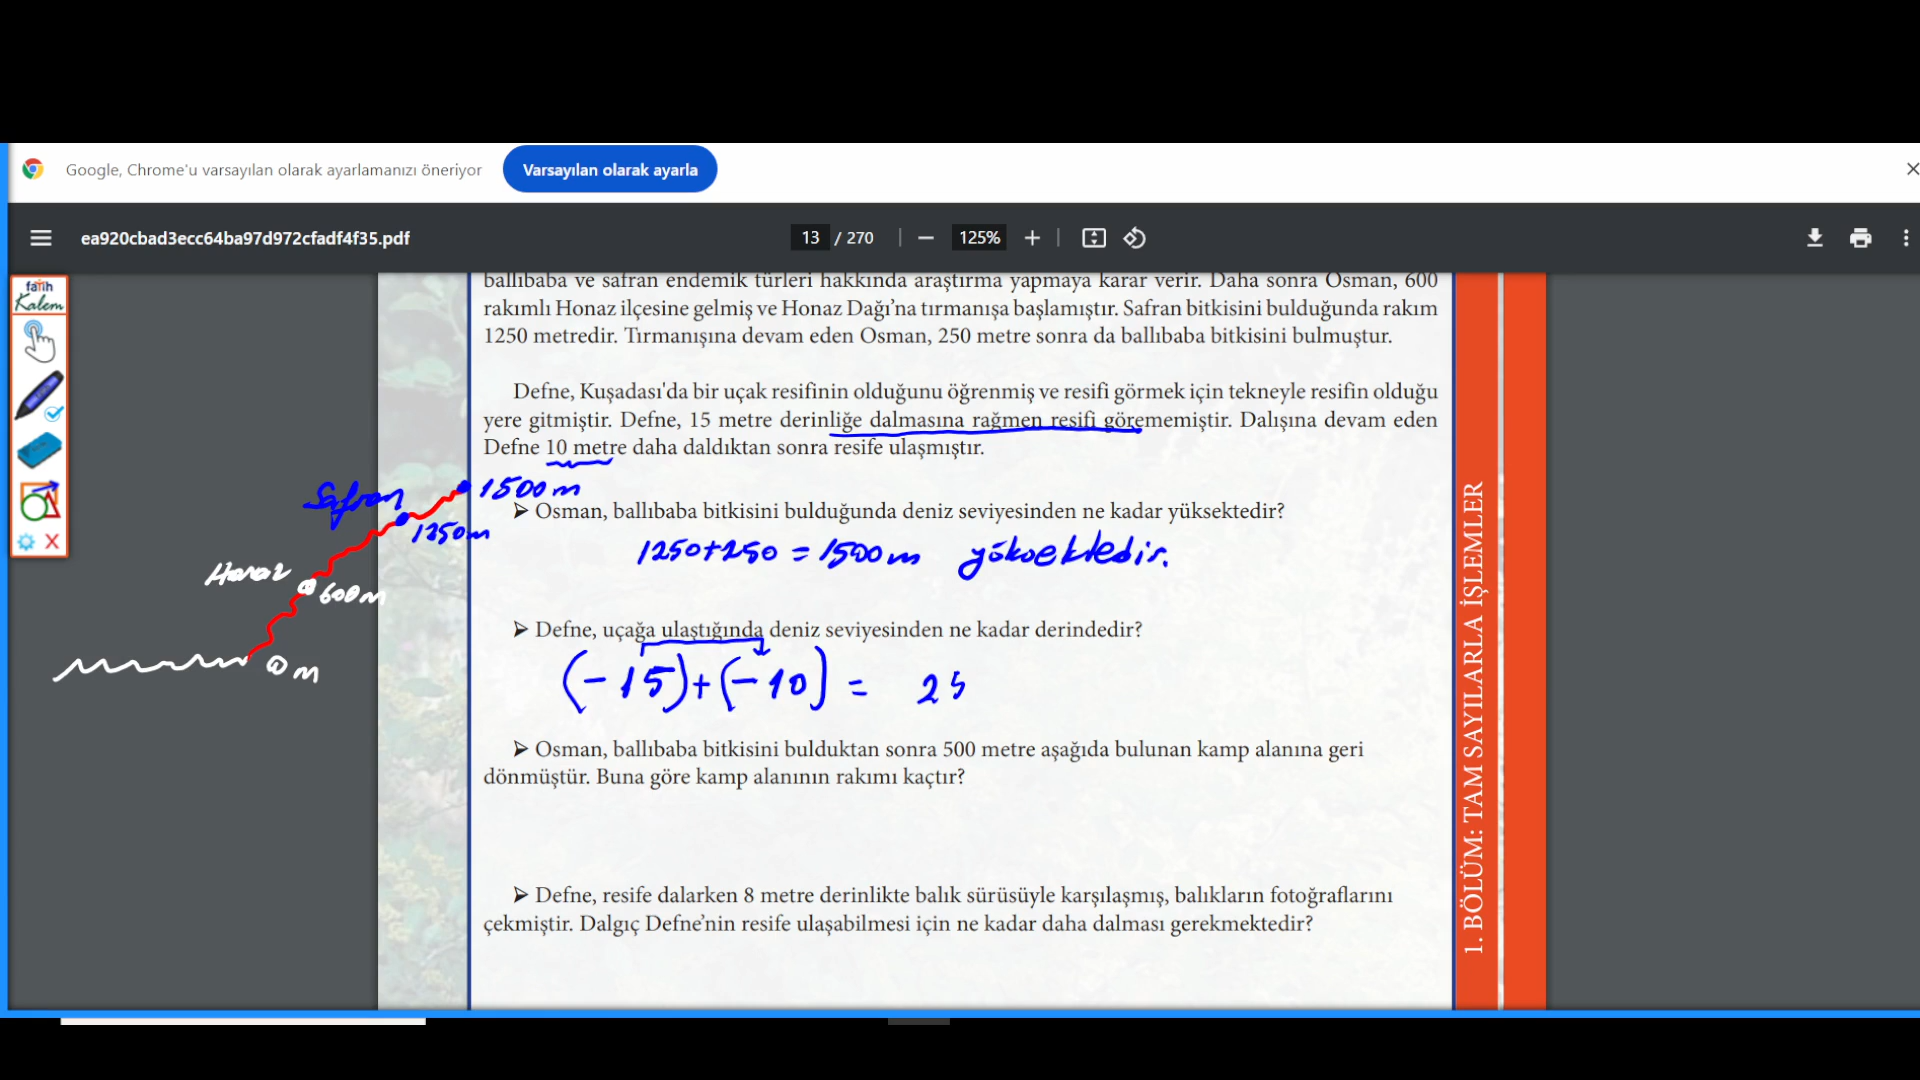 Google, Chrome'u varsayılan olarak ayarlamanızı öneriyor
Varsayılan olarak ayarla
ea920cbad3ecc64ba97d972cfadf4f35.pdf
13 / 270
125%
fatih
Kalem
ballıbaba ve safran endemik türleri hakkında araştırma yapmaya karar verir. Daha sonra Osman, 600
rakımlı Honaz ilçesine gelmiş ve Honaz Dağı’na tırmanışa başlamıştır. Safran bitkisini bulduğunda rakım
1250 metredir. Tırmanışına devam eden Osman, 250 metre sonra da ballıbaba bitkisini bulmuştur.
Defne, Kuşadası'da bir uçak resifinin olduğunu öğrenmiş ve resifi görmek için tekneyle resifin olduğu
yere gitmiştir. Defne, 15 metre derinliğe dalmasına rağmen resifi görememiştir. Dalışına devam eden
Defne 10 metre daha daldıktan sonra resife ulaşmıştır.
Safran
1500m
➢ Osman, ballıbaba bitkisini bulduğunda deniz seviyesinden ne kadar yüksektedir?
1250m
1250+250 = 1500m yüksektedir.
Honaz
600m
➢ Defne, uçağa ulaştığında deniz seviyesinden ne kadar derindedir?
0 m
(-15)+(-10) = 25
➢ Osman, ballıbaba bitkisini bulduktan sonra 500 metre aşağıda bulunan kamp alanına geri
dönmüştür. Buna göre kamp alanının rakımı kaçtır?
➢ Defne, resife dalarken 8 metre derinlikte balık sürüsüyle karşılaşmış, balıkların fotoğraflarını
çekmiştir. Dalgıç Defne’nin resife ulaşabilmesi için ne kadar daha dalması gerekmektedir?
1. BÖLÜM: TAM SAYILARLA İŞLEMLER